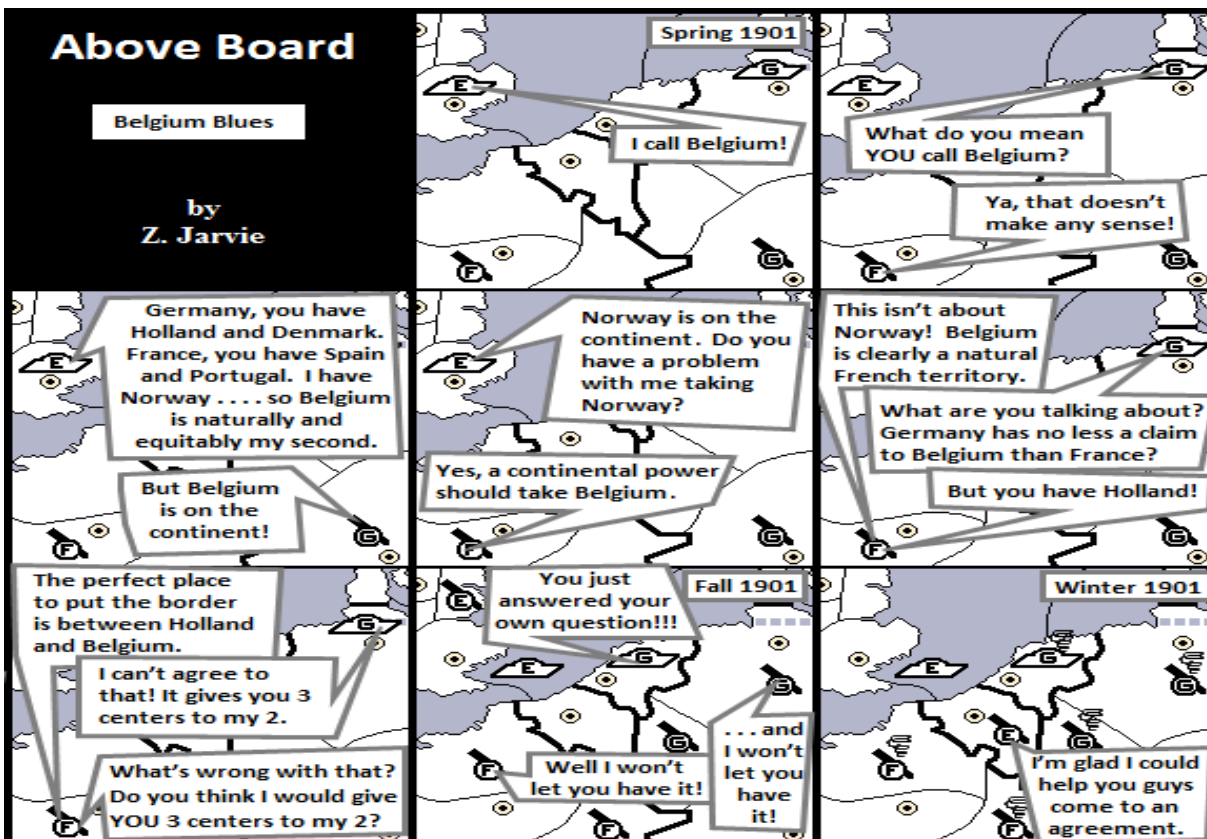 Above Board
Belgium Blues
by
Z. Jarvie
Spring 1901
E
G
I call Belgium!
F
G
E
G
What do you mean
YOU call Belgium?
Ya, that doesn't
make any sense!
F
G
Germany, you have
Holland and Denmark.
France, you have Spain
and Portugal. I have
Norway . . . . so Belgium
is naturally and
equitably my second.
E
But Belgium
is on the
continent!
F
G
Norway is on the
continent. Do you
have a problem
with me taking
Norway?
E
Yes, a continental power
should take Belgium.
F
G
This isn't about
Norway! Belgium
is clearly a natural
French territory.
G
What are you talking about?
Germany has no less a claim
to Belgium than France?
But you have Holland!
F
G
The perfect place
to put the border
is between Holland
and Belgium.
G
I can't agree to
that! It gives you 3
centers to my 2.
What's wrong with that?
Do you think I would give
YOU 3 centers to my 2?
F
Fall 1901
E
You just
answered your
own question!!!
E
G
G
G
. . . and
I won't
let you
have
it!
F
Well I won't
let you have it!
F
Winter 1901
E
G
G
E
G
F
I'm glad I could
help you guys
come to an
agreement.
F